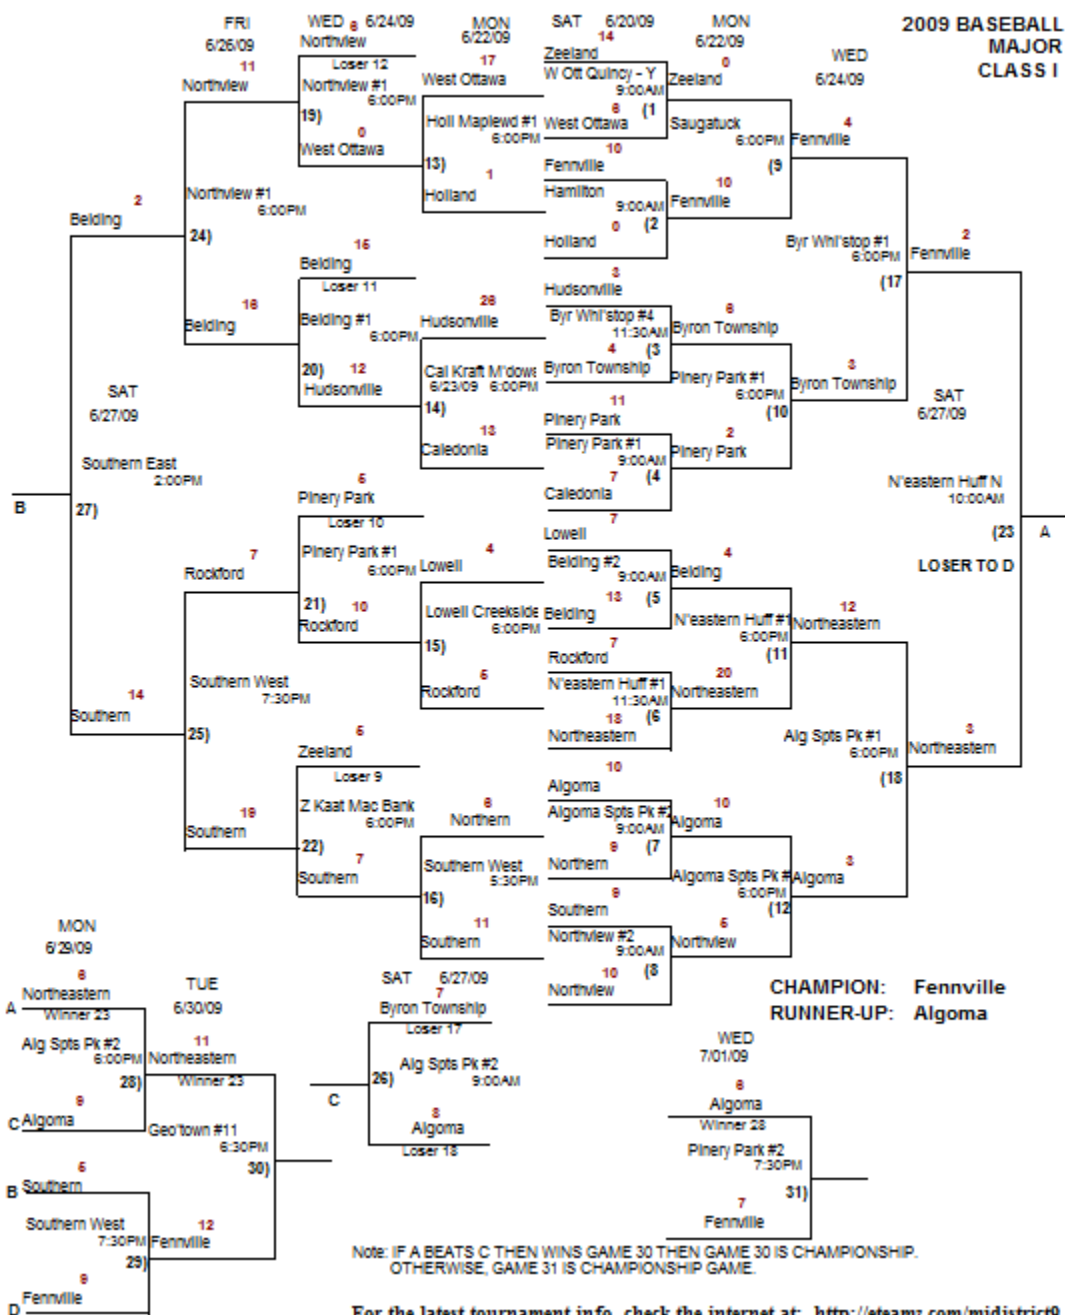 2009 BASEBALL
MAJOR
CLASS I
FRI
6/26/09
WED 6/24/09
MON
6/22/09
SAT 6/20/09
MON
6/22/09
WED
6/24/09
11
Northview
6
Northview
Loser 12
Northview #1
6:00PM
19)
0
West Ottawa
17
West Ottawa
Holl Maplewd #1
6:00PM
13)
1
Holland
14
Zeeland
W Ott Quincy - Y
9:00AM
(1
6
West Ottawa
0
Zeeland
Saugatuck
6:00PM
(9
10
Fennville
Hamilton
9:00AM
(2
0
Holland
10
Fennville
4
Fennville
2
Belding
Northview #1
6:00PM
24)
16
Belding
15
Belding
Loser 11
Belding #1
6:00PM
20)
12
Hudsonville
26
Hudsonville
Cal Kraft M'dows
6/23/09 6:00PM
14)
13
Caledonia
3
Hudsonville
Byr Whl'stop #4
11:30AM
(3
4
Byron Township
6
Byron Township
Pinery Park #1
6:00PM
(10
11
Pinery Park
Pinery Park #1
9:00AM
(4
7
Caledonia
2
Pinery Park
Byr Whl'stop #1
6:00PM
(17
2
Fennville
3
Byron Township
SAT
6/27/09
SAT
6/27/09
Southern East
2:00PM
B
27)
N'eastern Huff N
10:00AM
(23
A
LOSER TO D
7
Rockford
5
Pinery Park
Loser 10
Pinery Park #1
6:00PM
21)
10
Rockford
4
Lowell
Lowell Creekside
6:00PM
15)
5
Rockford
7
Lowell
Belding #2
9:00AM
(5
13
Belding
4
Belding
N'eastern Huff #1
6:00PM
(11
7
Rockford
N'eastern Huff #1
11:30AM
(6
18
Northeastern
20
Northeastern
12
Northeastern
14
Southern
Southern West
7:30PM
25)
19
Southern
5
Zeeland
Loser 9
Z Kaat Mac Bank
6:00PM
22)
7
Southern
6
Northern
Southern West
5:30PM
16)
11
Southern
10
Algoma
Algoma Spts Pk #2
9:00AM
(7
9
Northern
10
Algoma
Algoma Spts Pk #
6:00PM
(12
9
Southern
Northview #2
9:00AM
(8
10
Northview
5
Northview
Alg Spts Pk #1
6:00PM
(18
3
Northeastern
3
Algoma
MON
6/29/09
6
Northeastern
A
Winner 23
Alg Spts Pk #2
6:00PM
28)
9
C Algoma
5
B Southern
Southern West
7:30PM
29)
9
Fennville
D
TUE
6/30/09
11
Northeastern
Winner 23
Geo'town #11
6:30PM
30)
12
Fennville
SAT 6/27/09
7
Byron Township
Loser 17
Alg Spts Pk #2
26)
9:00AM
C
8
Algoma
Loser 18
CHAMPION: Fennville
RUNNER-UP: Algoma
WED
7/01/09
6
Algoma
Winner 28
Pinery Park #2
7:30PM
31)
7
Fennville
Note: IF A BEATS C THEN WINS GAME 30 THEN GAME 30 IS CHAMPIONSHIP.
OTHERWISE, GAME 31 IS CHAMPIONSHIP GAME.
For the latest tournament info, check the internet at: http://eteamz.com/midistrict9